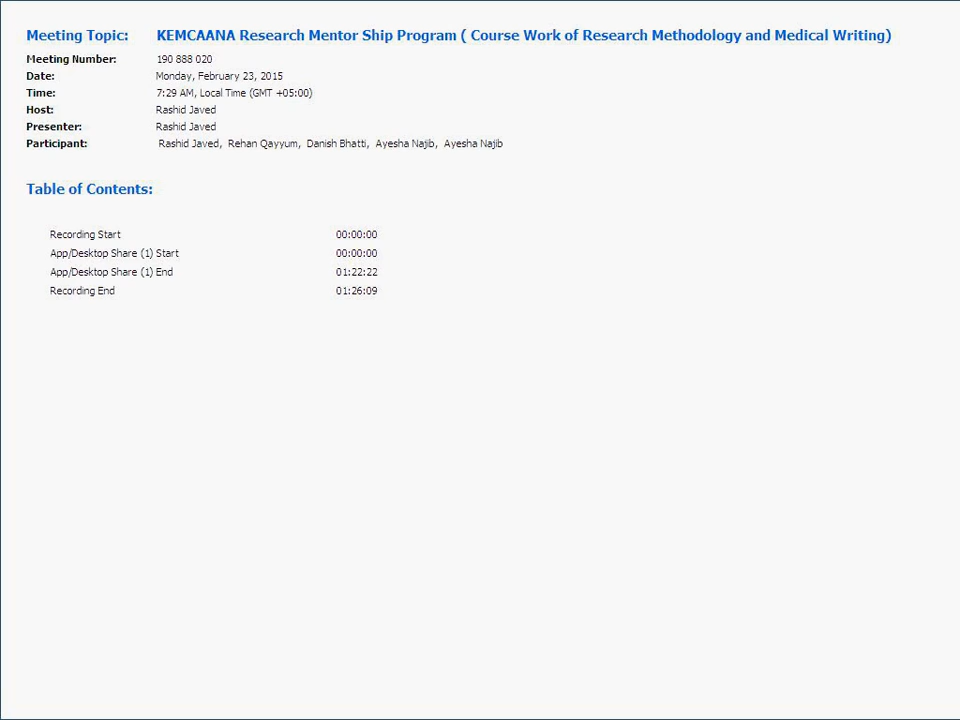 Meeting Topic: KEMCAANA Research Mentor Ship Program ( Course Work of Research Methodology and Medical Writing)
Meeting Number: 190 888 020
Date: Monday, February 23, 2015
Time: 7:29 AM, Local Time (GMT +05:00)
Host: Rashid Javed
Presenter: Rashid Javed
Participant: Rashid Javed, Rehan Qayyum, Danish Bhatti, Ayesha Najib, Ayesha Najib
Table of Contents:
Recording Start 00:00:00
App/Desktop Share (1) Start 00:00:00
App/Desktop Share (1) End 01:22:22
Recording End 01:26:09